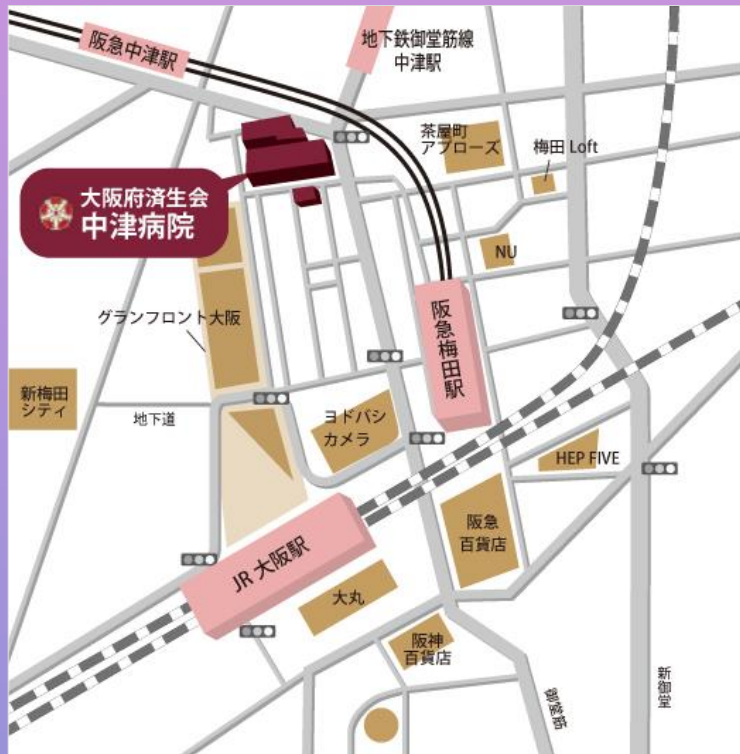 阪急中津駅
地下鉄御堂筋線
中津駅
茶屋町
アプローズ
梅田 Loft
大阪府済生会
中津病院
NU
グランフロント大阪
阪急梅田駅
新梅田
シティ
地下道
ヨドバシ
カメラ
HEP FIVE
阪急
百貨店
JR 大阪駅
大丸
阪神
百貨店
御堂筋
新御堂